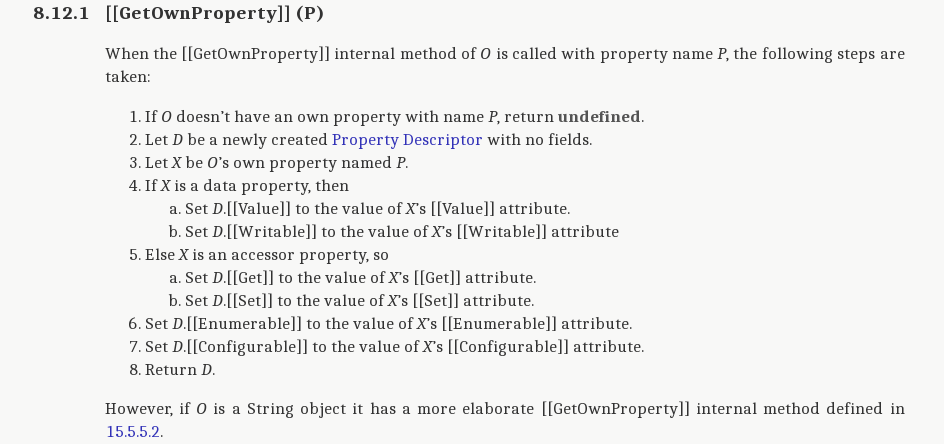 8.12.1 [[GetOwnProperty]] (P)
When the [[GetOwnProperty]] internal method of O is called with property name P, the following steps are
taken:
1. If O doesn’t have an own property with name P, return undefined.
2. Let D be a newly created Property Descriptor with no fields.
3. Let X be O’s own property named P.
4. If X is a data property, then
a. Set D.[[Value]] to the value of X’s [[Value]] attribute.
b. Set D.[[Writable]] to the value of X’s [[Writable]] attribute
5. Else X is an accessor property, so
a. Set D.[[Get]] to the value of X’s [[Get]] attribute.
b. Set D.[[Set]] to the value of X’s [[Set]] attribute.
6. Set D.[[Enumerable]] to the value of X’s [[Enumerable]] attribute.
7. Set D.[[Configurable]] to the value of X’s [[Configurable]] attribute.
8. Return D.
However, if O is a String object it has a more elaborate [[GetOwnProperty]] internal method defined in
15.5.5.2.